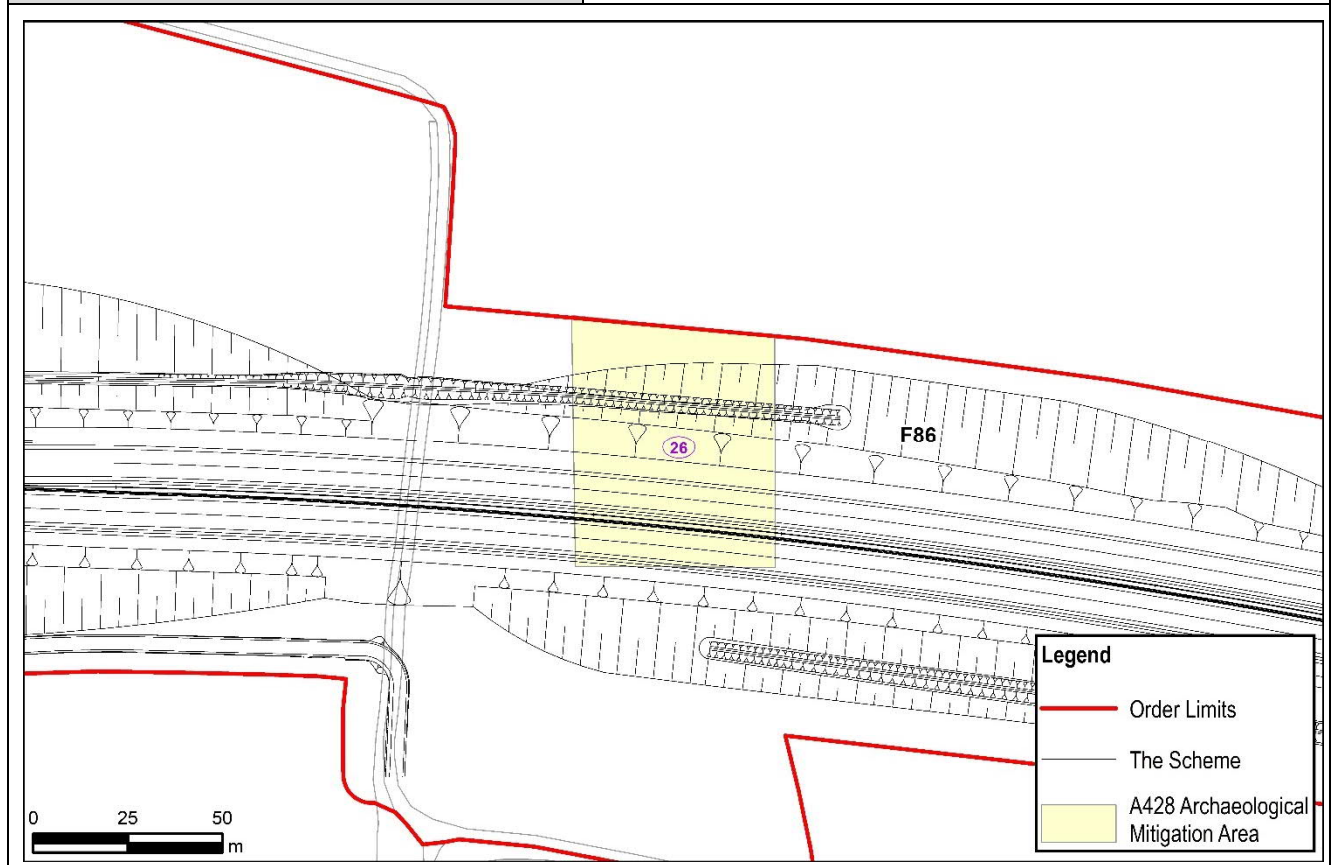 26
F86
Legend
Order Limits
The Scheme
A428 Archaeological
Mitigation Area
0 25 50
m